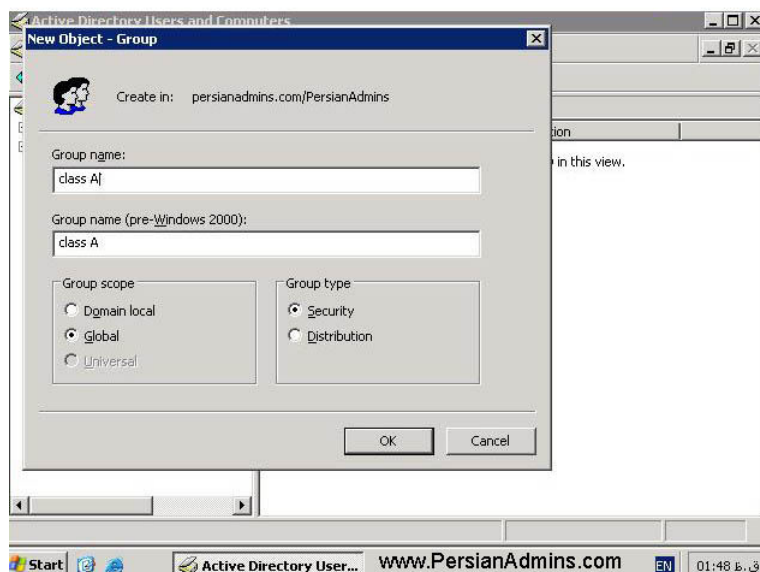 Active Directory Users and Computers
New Object - Group
Create in: persianadmins.com/PersianAdmins
Group name:
class A
Group name (pre-Windows 2000):
class A
Group scope
Domain local
Global
Universal
Group type
Security
Distribution
OK
Cancel
tion
in this view.
Start
Active Directory User...
www.PersianAdmins.com
EN
01:48 ق.ظ